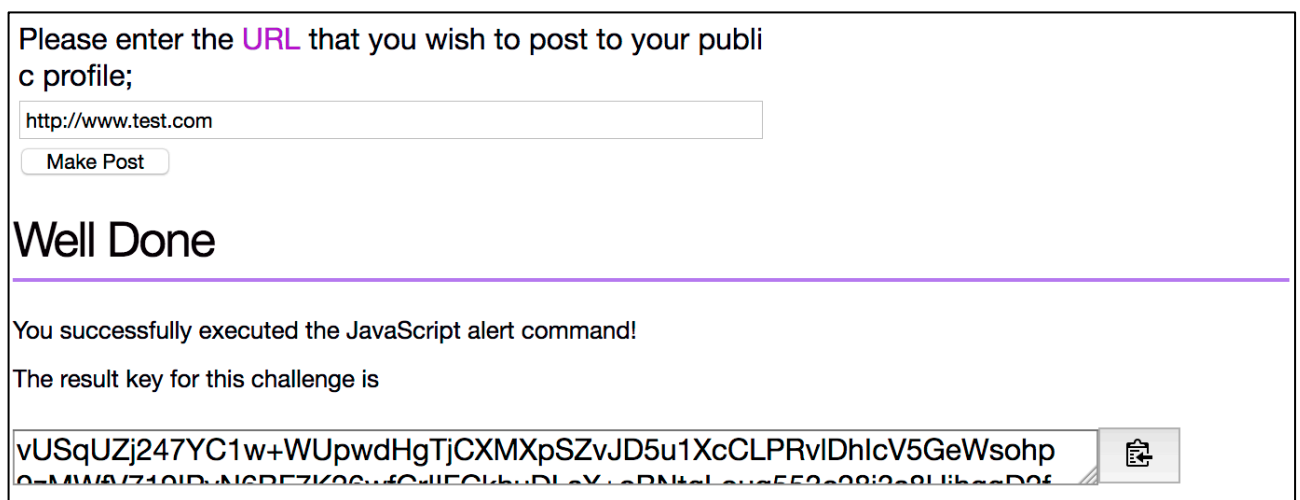 Please enter the URL that you wish to post to your publi
c profile;
http://www.test.com
Make Post
Well Done
You successfully executed the JavaScript alert command!
The result key for this challenge is
vUSqUZj247YC1w+WUpwdHgTjCXMXpSZvJD5u1XcCLPRvlDhIcV5GeWsohp